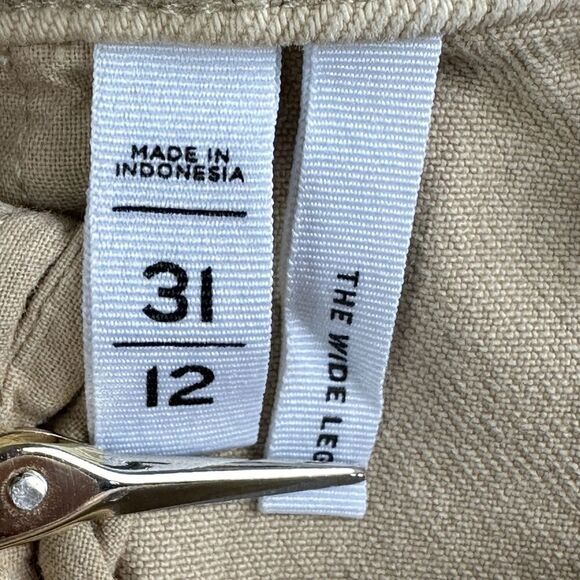 MADE IN
INDONESIA
31
12
THE WIDE LEG